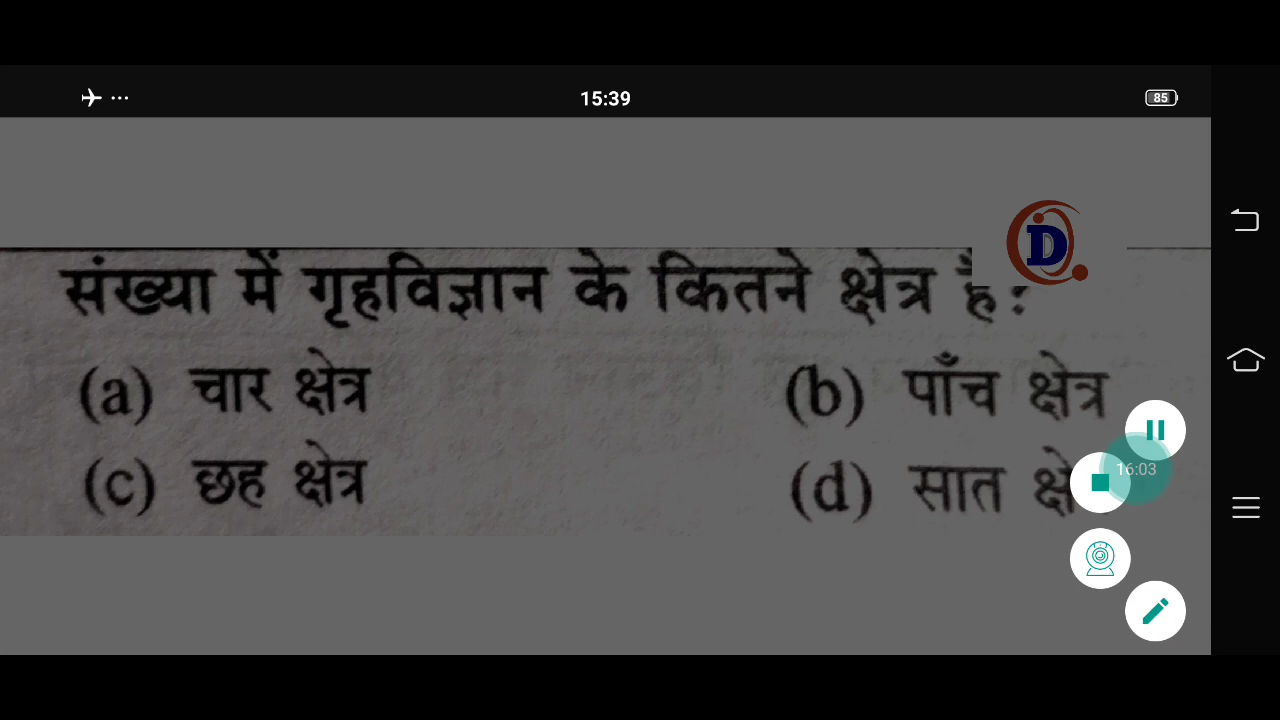 15:39
85
D
संख्या में गृहविज्ञान के कितने क्षेत्र हैं?
(a) चार क्षेत्र
(b) पाँच क्षेत्र
(c) छह क्षेत्र
(d) सात
16:03